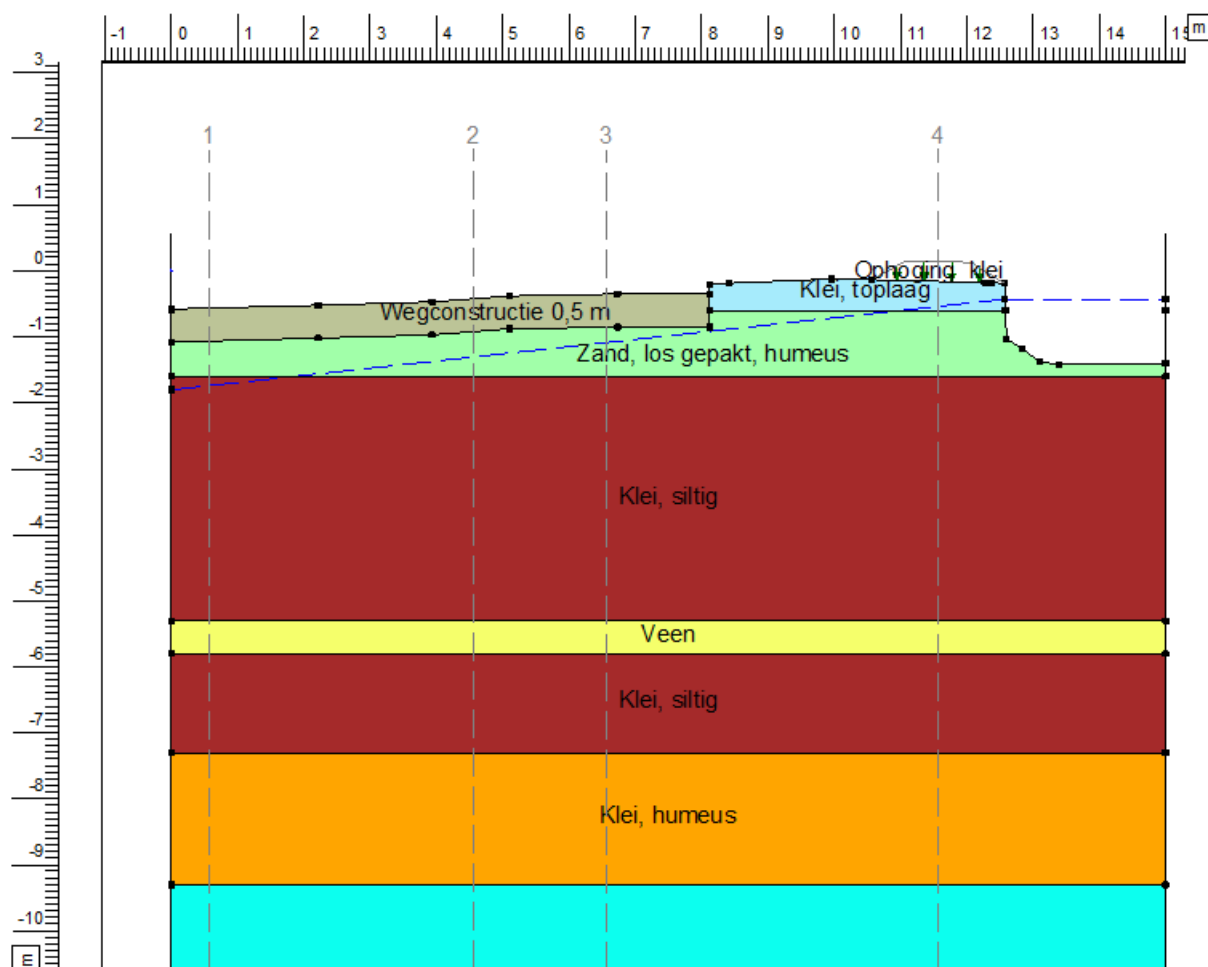 -1 0 1 2 3 4 5 6 7 8 9 10 11 12 13 14 15 m
3
2
1
0
-1
-2
-3
-4
-5
-6
-7
-8
-9
-10
m
1 2 3 4
Ophoging klei
Klei, toplaag
Wegconstructie 0,5 m
Zand, los gepakt, humeus
Klei, siltig
Veen
Klei, siltig
Klei, humeus